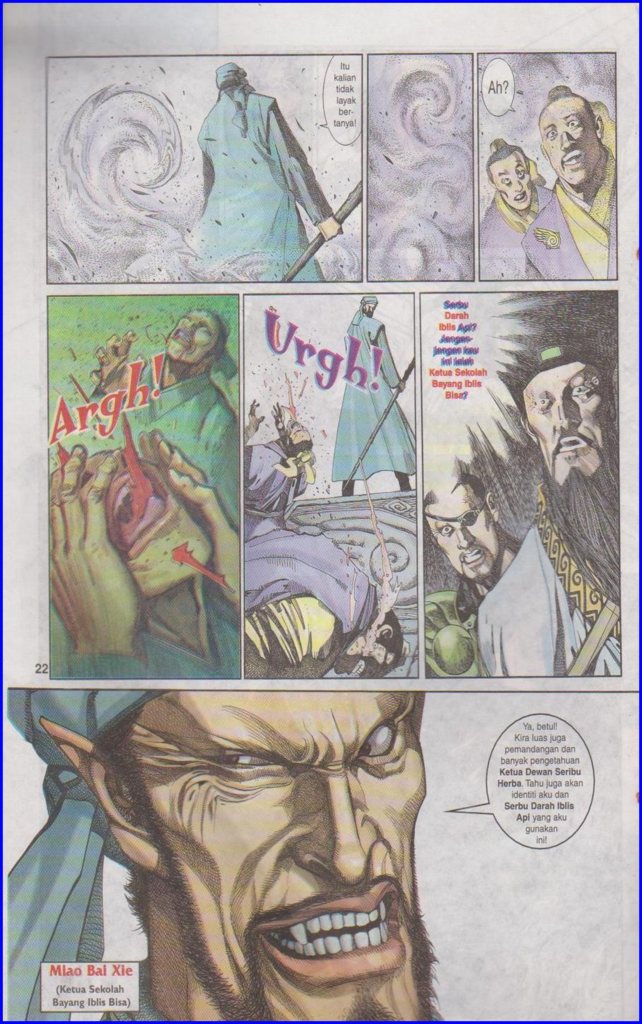 Itu
kalian
tidak
layak
ber-
tanya!
Ah?
Argh!
Urgh!
Serbu
Darah
Iblis Api?
Jangan-
jangan kau
ini ialah
Ketua Sekolah
Bayang Iblis
Bisa?
22
Ya, betul!
Kira luas juga
pemandangan dan
banyak pengetahuan
Ketua Dewan Seribu
Herba. Tahu juga akan
identiti aku dan
Serbu Darah Iblis
Api yang aku
gunakan
ini!
Miao Bai Xie
(Ketua Sekolah
Bayang Iblis Bisa)